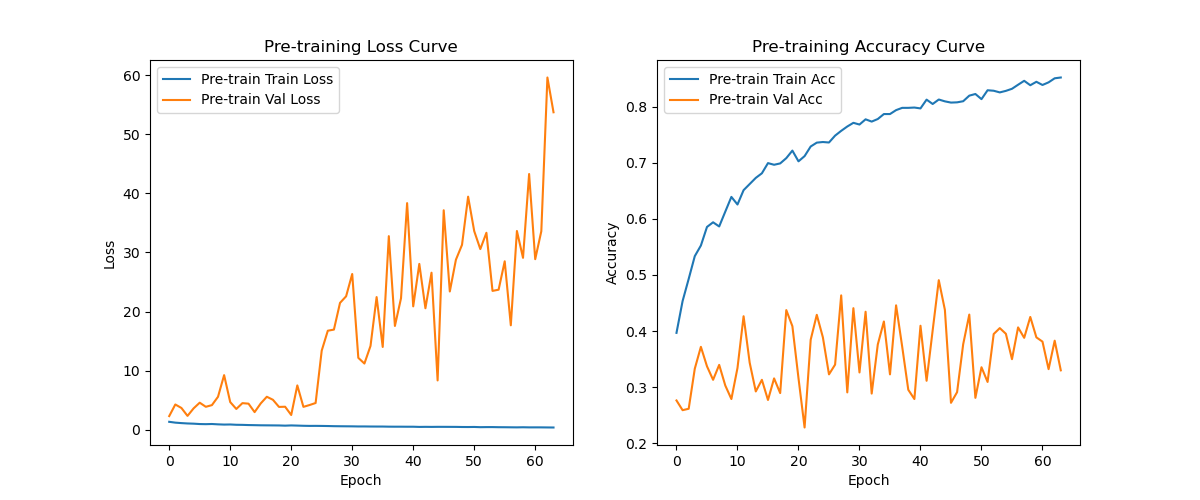 Pre-training Loss Curve
Pre-train Train Loss
Pre-train Val Loss
60
50
40
30
20
10
0
Loss
0 10 20 30 40 50 60
Epoch
Pre-training Accuracy Curve
Pre-train Train Acc
Pre-train Val Acc
0.8
0.7
0.6
0.5
0.4
0.3
0.2
Accuracy
0 10 20 30 40 50 60
Epoch